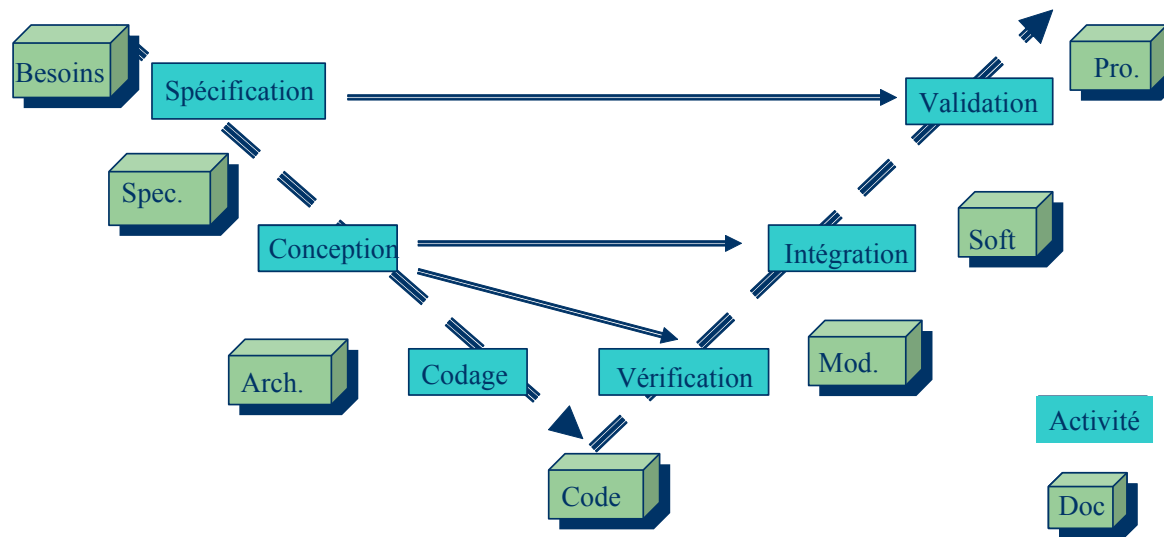 Besoins
Spécification
Validation
Pro.
Spec.
Conception
Intégration
Soft
Arch.
Codage
Vérification
Mod.
Activité
Code
Doc